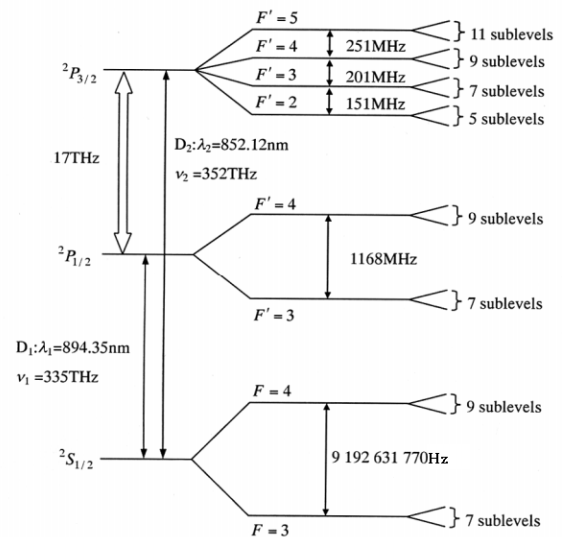 F′ = 5
11 sublevels
F′ = 4
251MHz
9 sublevels
²P₃/₂
F′ = 3
201MHz
7 sublevels
F′ = 2
151MHz
5 sublevels
D₂:λ₂=852.12nm
17THz
ν₂ =352THz
F′ = 4
9 sublevels
²P₁/₂
1168MHz
F′ = 3
7 sublevels
D₁:λ₁=894.35nm
ν₁ =335THz
F = 4
9 sublevels
²S₁/₂
9 192 631 770Hz
F = 3
7 sublevels